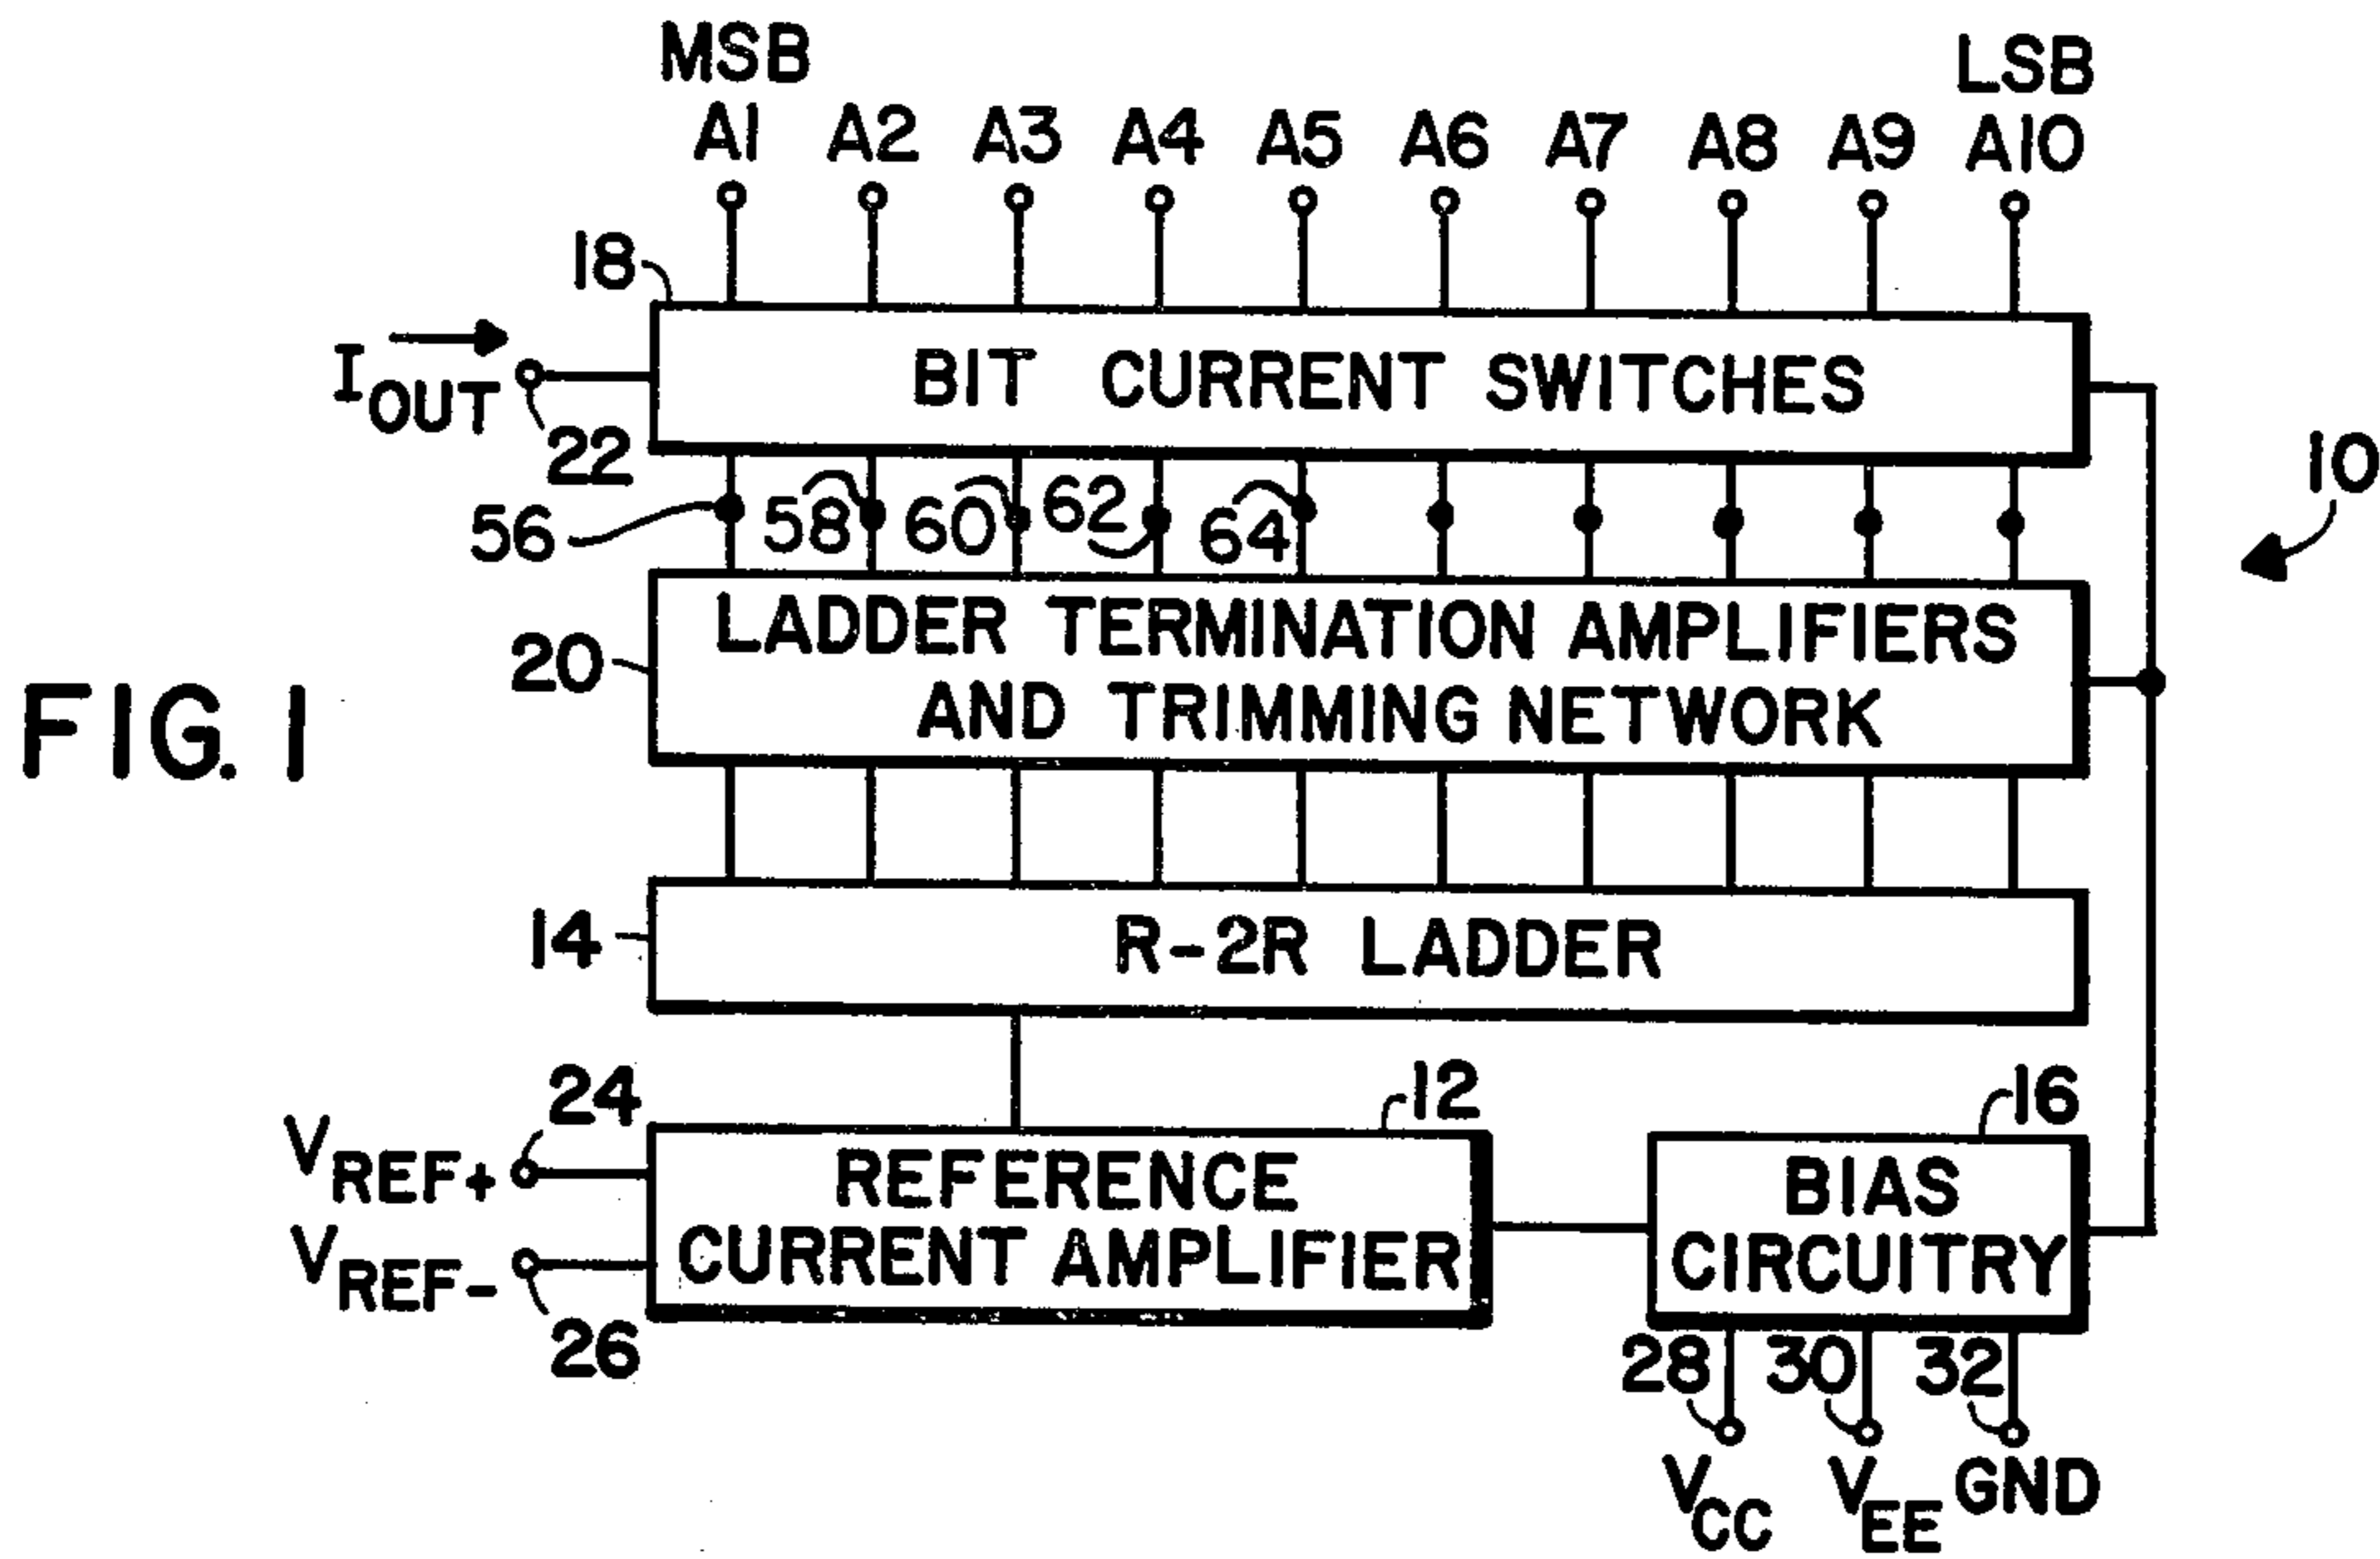 MSB LSB
A1 A2 A3 A4 A5 A6 A7 A8 A9 A10
18
IOUT
22
BIT CURRENT SWITCHES
10
56 58 60 62 64
20
LADDER TERMINATION AMPLIFIERS
AND TRIMMING NETWORK
FIG. 1
14
R-2R LADDER
24 12 16
VREF+
REFERENCE
CURRENT AMPLIFIER
BIAS
CIRCUITRY
VREF-
26
28 30 32
VCC VEE GND